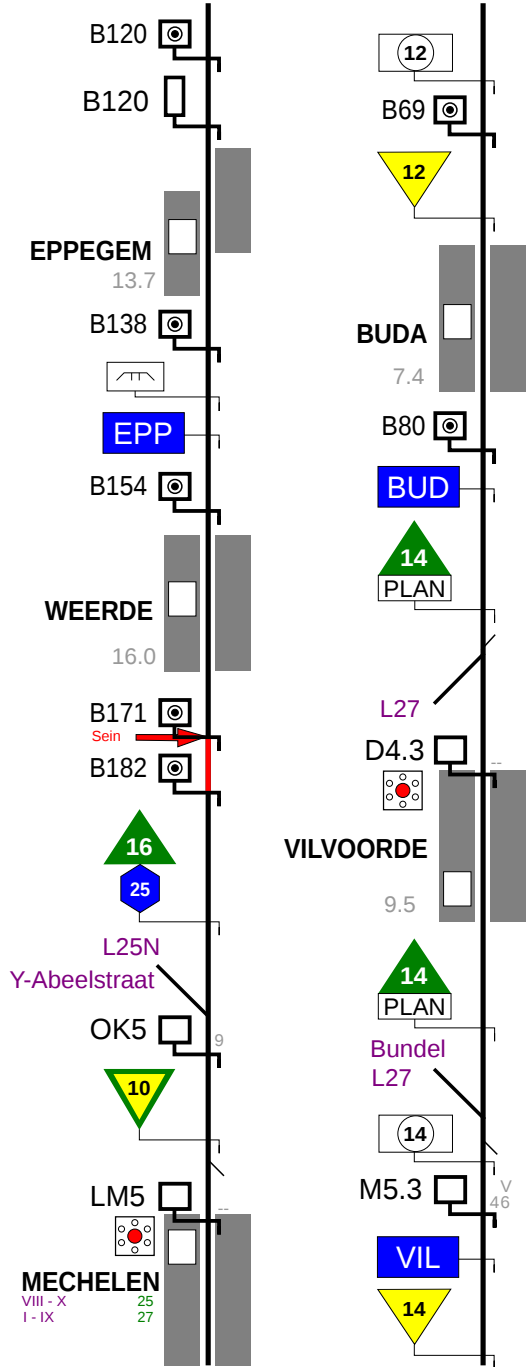 B120
B120
EPPEGEM
13.7
B138
EPP
B154
WEERDE
16.0
B171
Sein
B182
16
25
L25N
Y-Abeelstraat
OK5
9
10
LM5
--
MECHELEN
VIII - X 25
I - IX 27
12
B69
12
BUDA
7.4
B80
BUD
14
PLAN
L27
D4.3
--
VILVOORDE
9.5
14
PLAN
Bundel
L27
14
M5.3
V
46
VIL
14